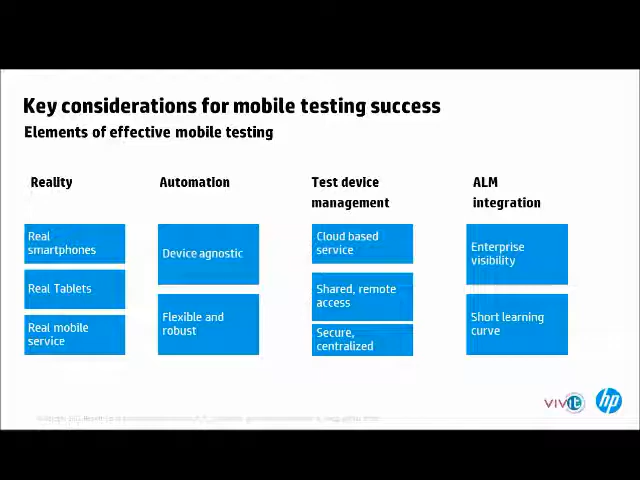 Key considerations for mobile testing success
Elements of effective mobile testing
Reality
Real
smartphones
Real Tablets
Real mobile
service
Automation
Device agnostic
Flexible and
robust
Test device
management
Cloud based
service
Shared, remote
access
Secure,
centralized
ALM
integration
Enterprise
visibility
Short learning
curve
VIVit
hp